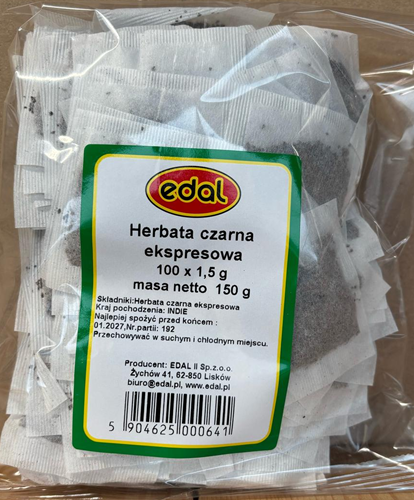 edal
Herbata czarna
ekspresowa
100 x 1,5 g
masa netto 150 g
Składniki:Herbata czarna ekspresowa
Kraj pochodzenia: INDIE
Najlepiej spożyć przed końcem :
01.2027,Nr.partii: 192
Przechowywać w suchym i chłodnym miejscu.
Producent: EDAL II Sp.z.o.o.
Żychów 41, 62-850 Lisków
biuro@edal.pl, www.edal.pl
5 904625 000641